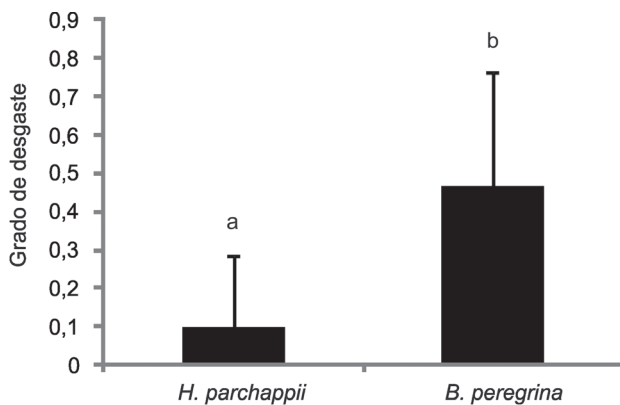 Grado de desgaste
0,9
0,8
0,7
0,6
0,5
0,4
0,3
0,2
0,1
0
a
b
H. parchappii
B. peregrina